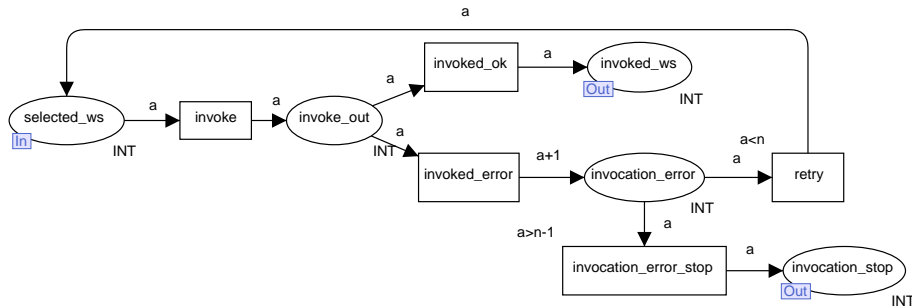 a
invoked_ok
a
invoked_ws
Out
INT
a
selected_ws
In
INT
a
invoke
a
invoke_out
INT
a
invoked_error
a+1
invocation_error
INT
a<n
a
retry
a
a>n-1
invocation_error_stop
a
invocation_stop
Out
INT